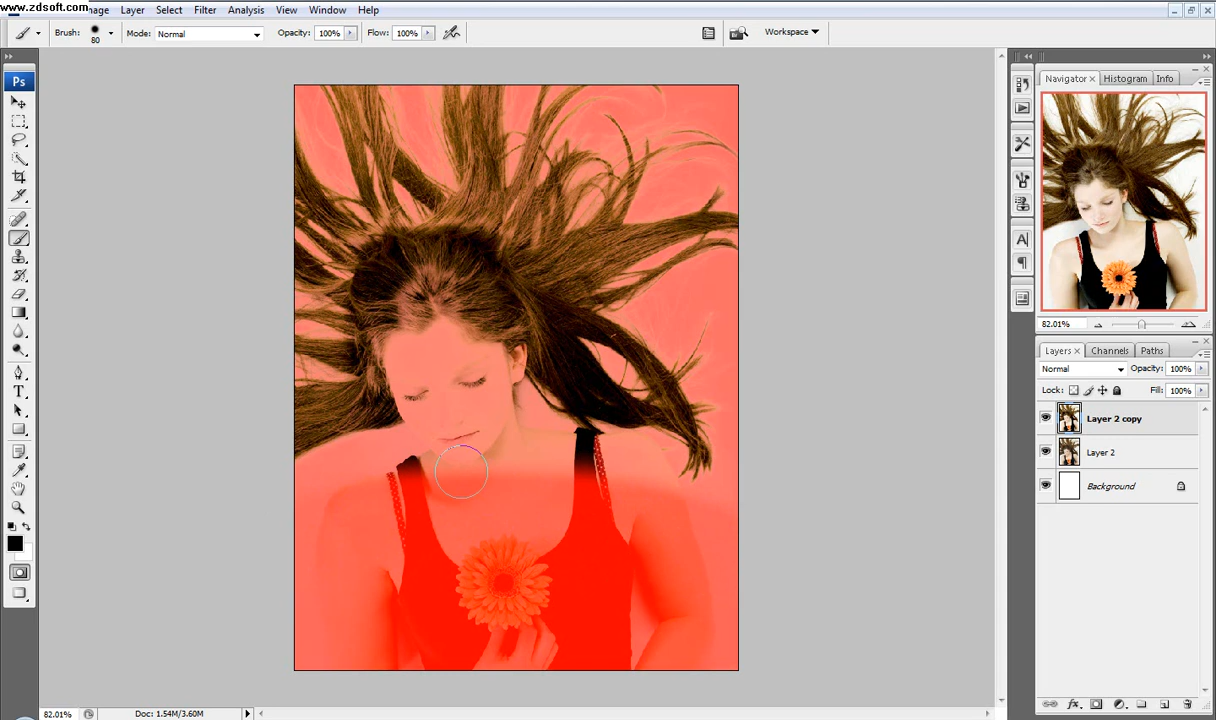 www.zdsoft.com
mage Layer Select Filter Analysis View Window Help
Brush: 80 Mode: Normal Opacity: 100% Flow: 100% Workspace
Ps
Navigator Histogram Info
82.01%
Layers Channels Paths
Normal Opacity: 100%
Lock: Fill: 100%
Layer 2 copy
Layer 2
Background
T
A
82.01% Doc: 1.54M/3.60M